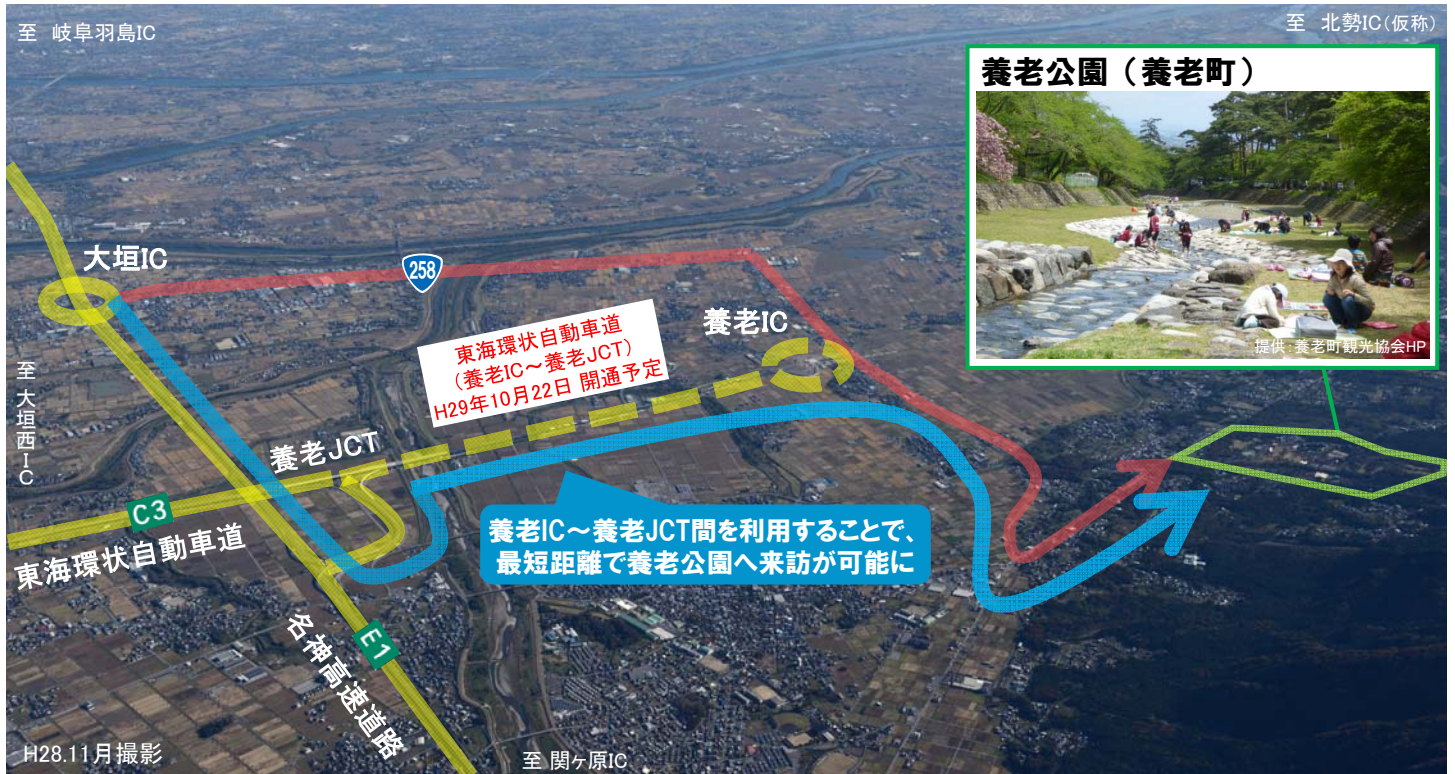 至 岐阜羽島IC
至 北勢IC(仮称)
養老公園（養老町）
提供:養老町観光協会HP
大垣IC
258
養老IC
東海環状自動車道
（養老IC～養老JCT）
H29年10月22日 開通予定
至 大垣西IC
養老JCT
C3
東海環状自動車道
養老IC～養老JCT間を利用することで、
最短距離で養老公園へ来訪が可能に
E1
名神高速道路
H28.11月撮影
至 関ヶ原IC